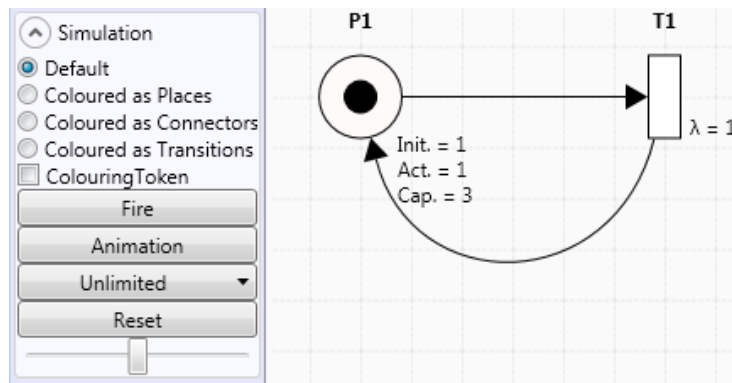 Simulation
Default
Coloured as Places
Coloured as Connectors
Coloured as Transitions
ColouringToken
Fire
Animation
Unlimited
Reset
P1
T1
Init. = 1
Act. = 1
Cap. = 3
λ = 1